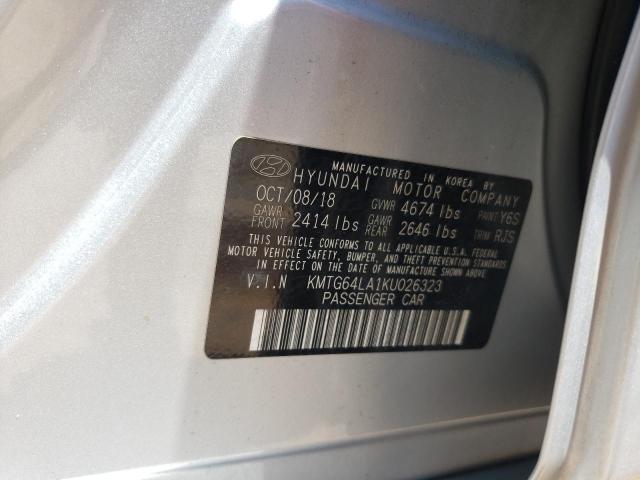 MANUFACTURED IN KOREA BY
HYUNDAI MOTOR COMPANY
OCT/08/18 GVWR 4674 lbs PAINT Y6S
GAWR FRONT 2414 lbs GAWR REAR 2646 lbs TRIM RJS
THIS VEHICLE CONFORMS TO ALL APPLICABLE U.S.A. FEDERAL
MOTOR VEHICLE SAFETY, BUMPER, AND THEFT PREVENTION STANDARDS
IN EFFECT ON THE DATE OF MANUFACTURE SHOWN ABOVE.
V.I.N KMTG64LA1KU026323
PASSENGER CAR